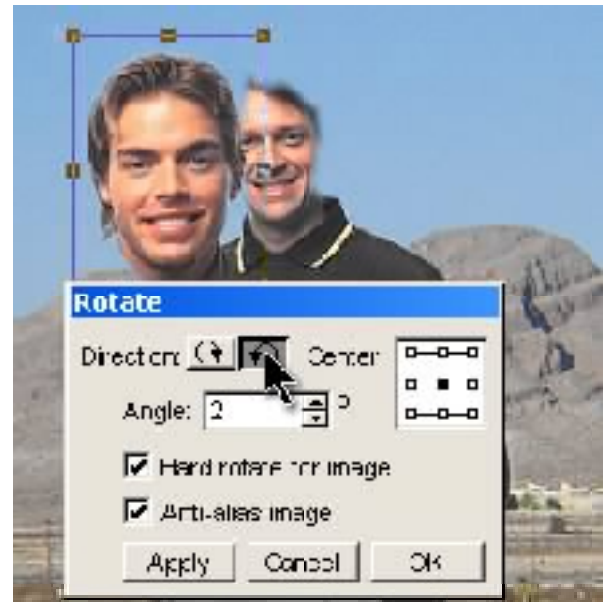 Rotate
Direction: Center
Angle: 2 °
Hard rotate for image
Anti-alias image
Apply Cancel OK